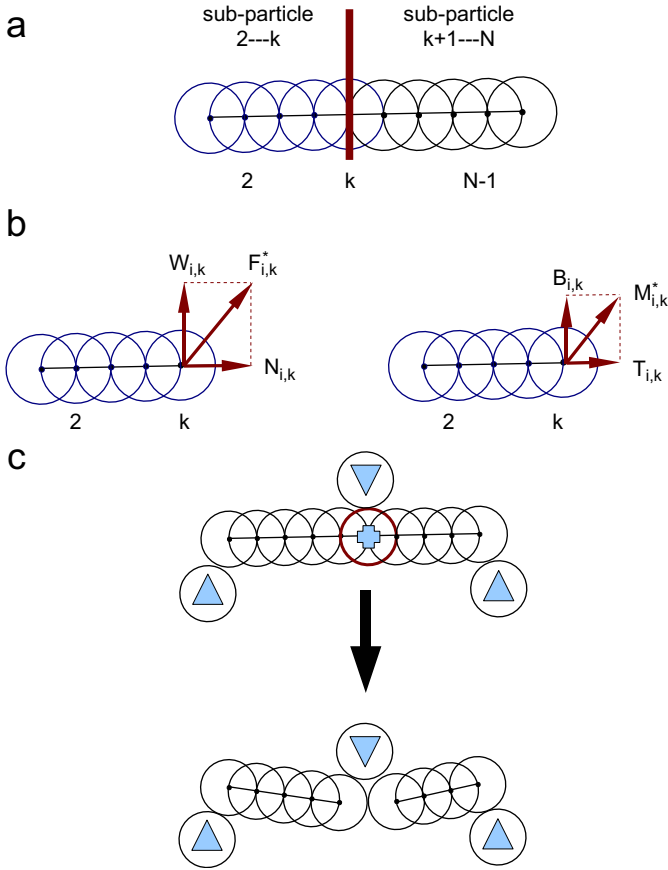 a
sub-particle
2---k
sub-particle
k+1---N
2
k
N-1
b
W_{i,k}
F^{*}_{i,k}
N_{i,k}
2
k
B_{i,k}
M^{*}_{i,k}
T_{i,k}
2
k
c